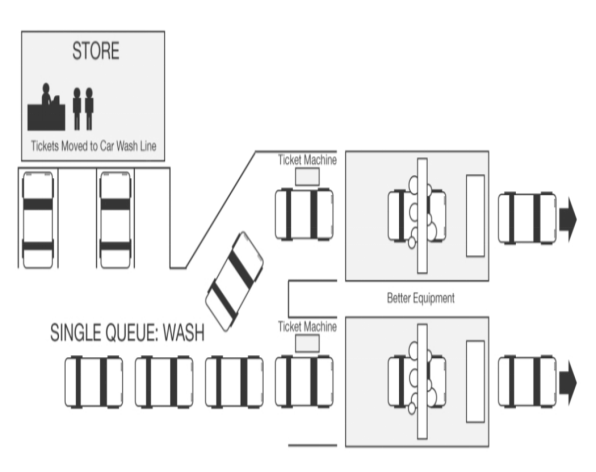 STORE
Tickets Moved to Car Wash Line
Ticket Machine
Better Equipment
SINGLE QUEUE: WASH
Ticket Machine